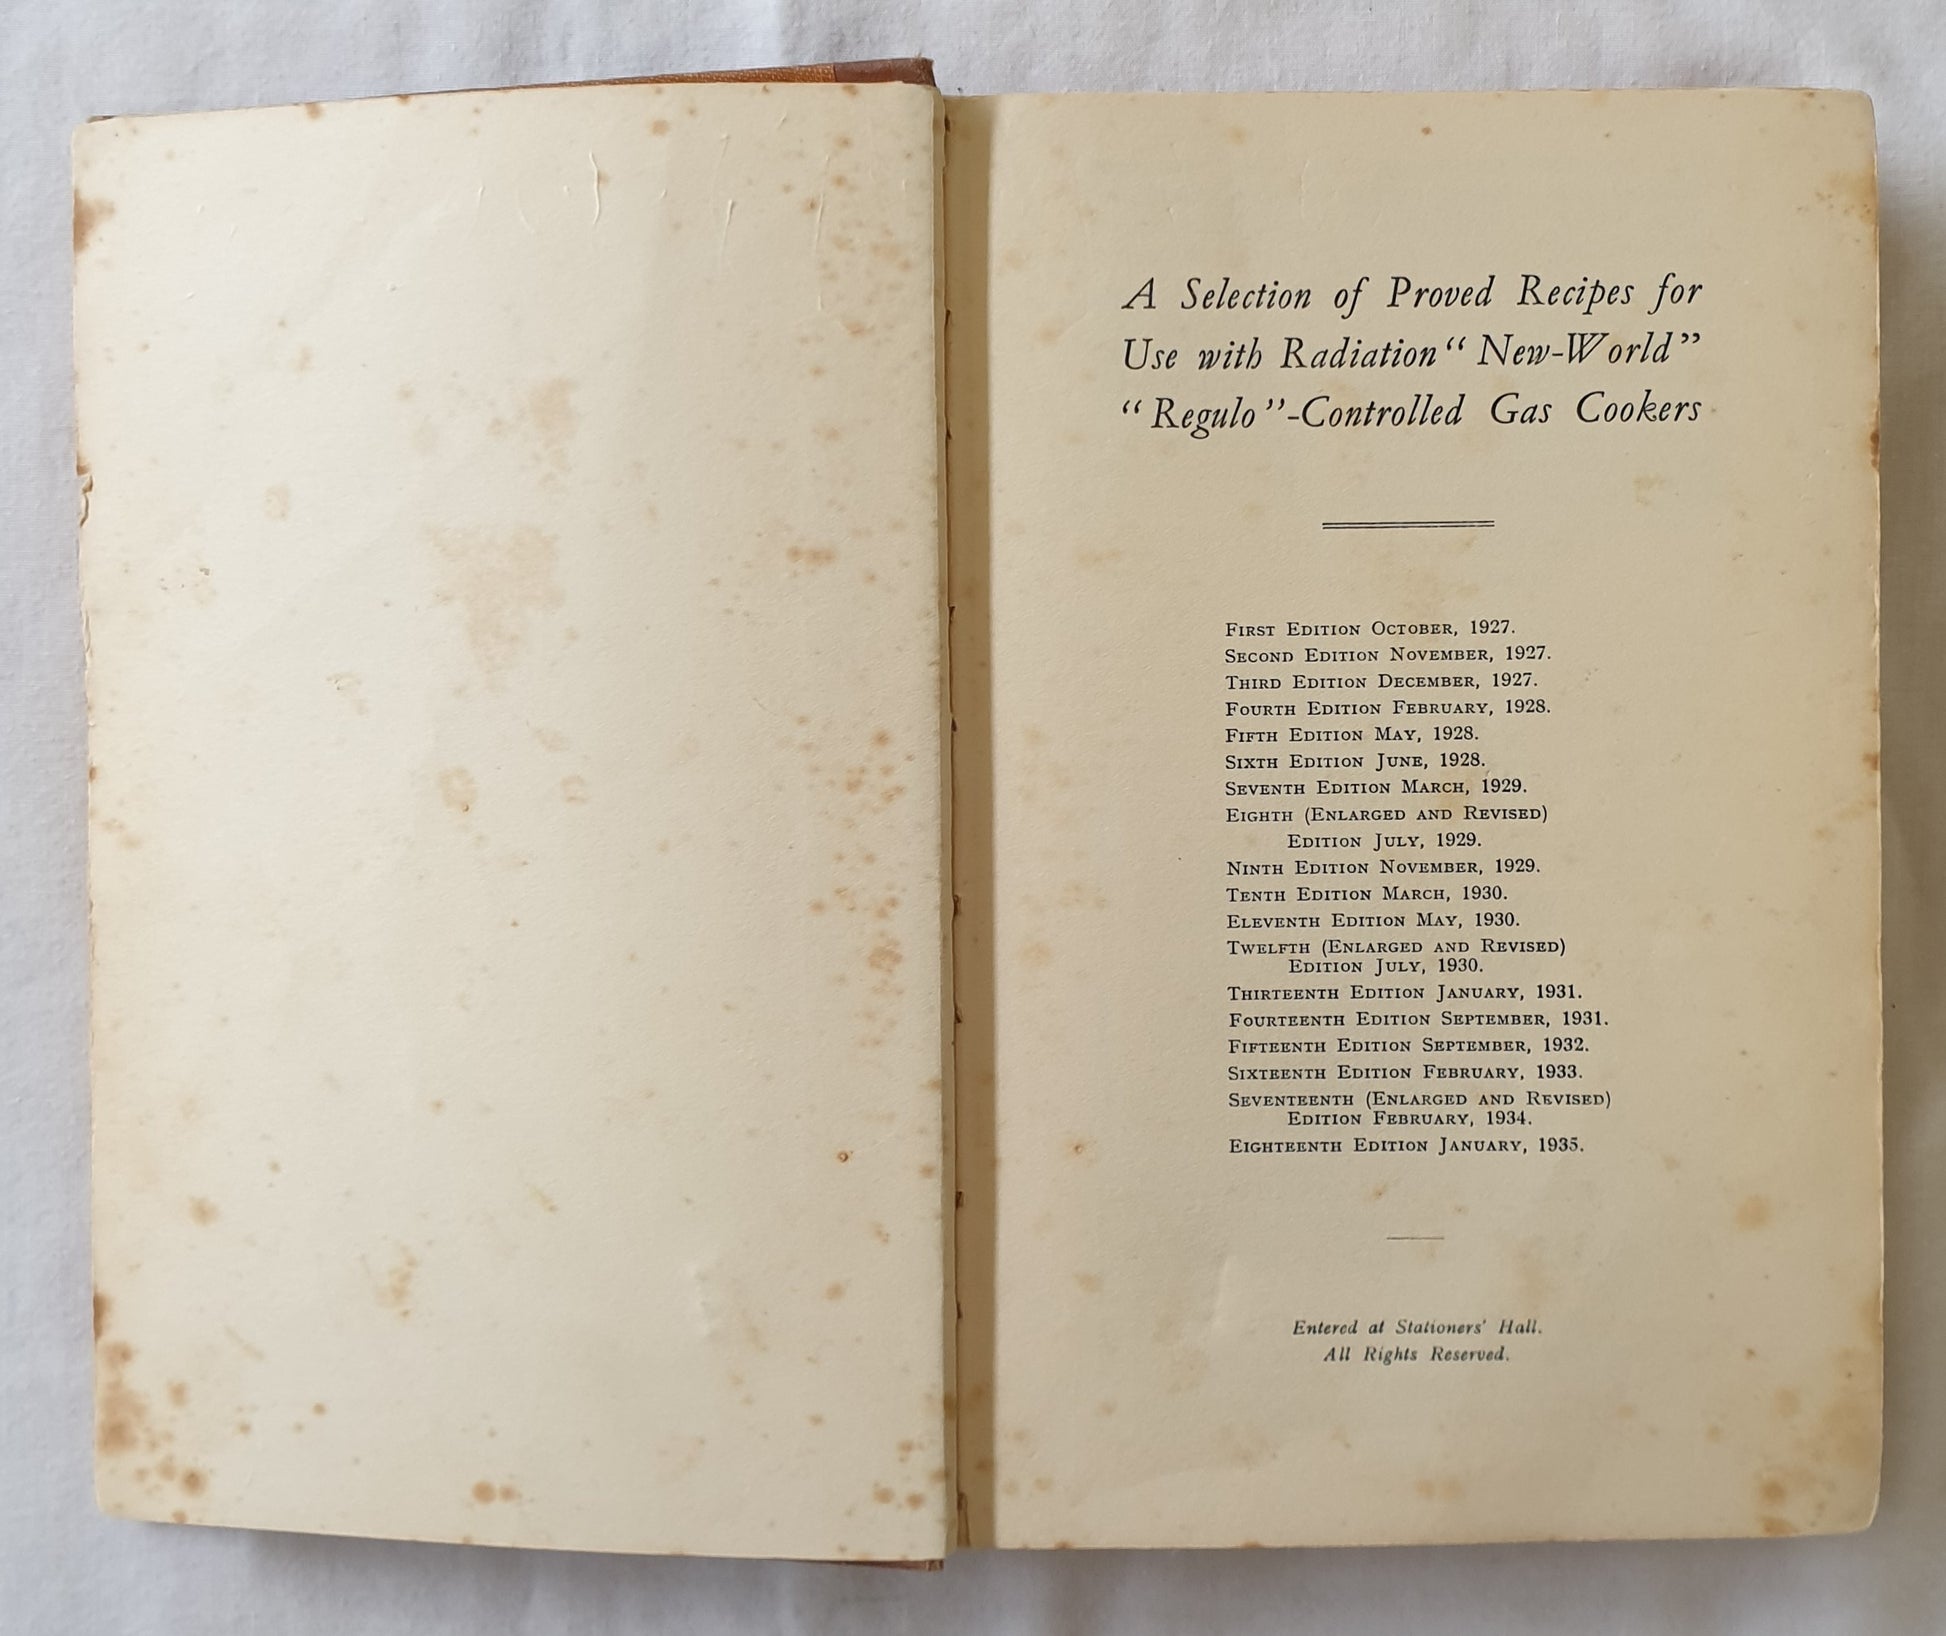 A Selection of Proved Recipes for
Use with Radiation “ New-World ”
“ Regulo ”-Controlled Gas Cookers
First Edition October, 1927.
Second Edition November, 1927.
Third Edition December, 1927.
Fourth Edition February, 1928.
Fifth Edition May, 1928.
Sixth Edition June, 1928.
Seventh Edition March, 1929.
Eighth (Enlarged and Revised)
Edition July, 1929.
Ninth Edition November, 1929.
Tenth Edition March, 1930.
Eleventh Edition May, 1930.
Twelfth (Enlarged and Revised)
Edition July, 1930.
Thirteenth Edition January, 1931.
Fourteenth Edition September, 1931.
Fifteenth Edition September, 1932.
Sixteenth Edition February, 1933.
Seventeenth (Enlarged and Revised)
Edition February, 1934.
Eighteenth Edition January, 1935.
Entered at Stationers' Hall.
All Rights Reserved.